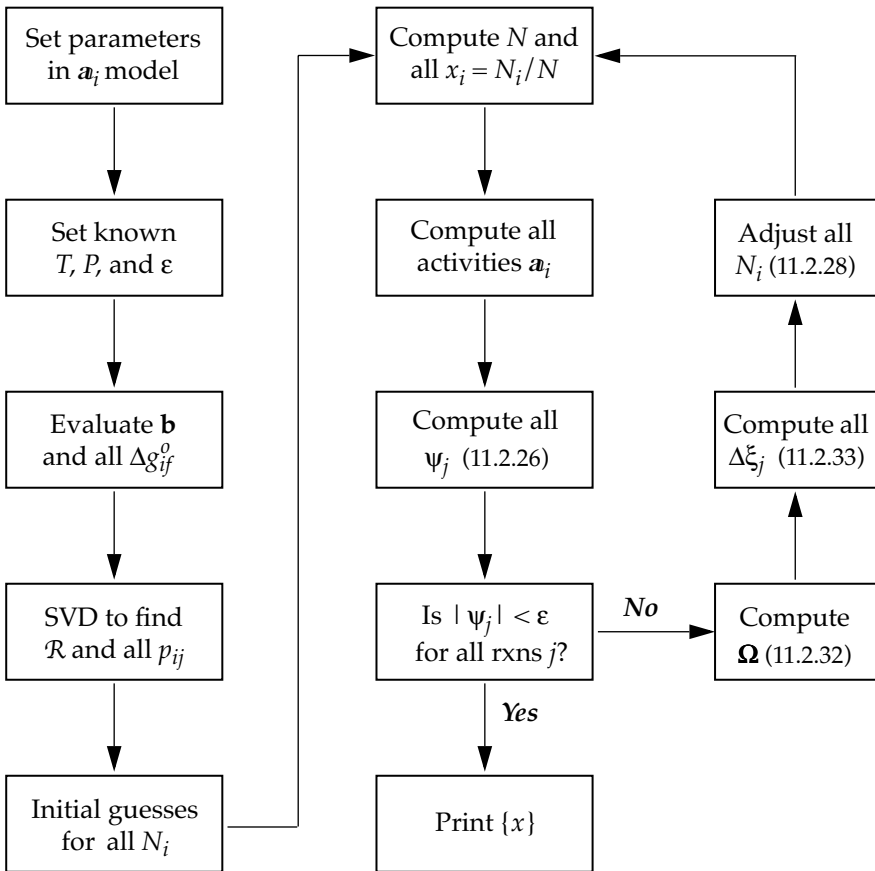 Set parameters
in 𝒂ᵢ model
Set known
T, P, and ε
Evaluate b
and all Δgᵒ_if
SVD to find
ℛ and all p_ij
Initial guesses
for all Nᵢ
Compute N and
all xᵢ = Nᵢ/N
Compute all
activities 𝒂ᵢ
Compute all
ψⱼ (11.2.26)
Is | ψⱼ | < ε
for all rxns j?
No
Yes
Print {x}
Compute
Ω (11.2.32)
Compute all
Δξⱼ (11.2.33)
Adjust all
Nᵢ (11.2.28)